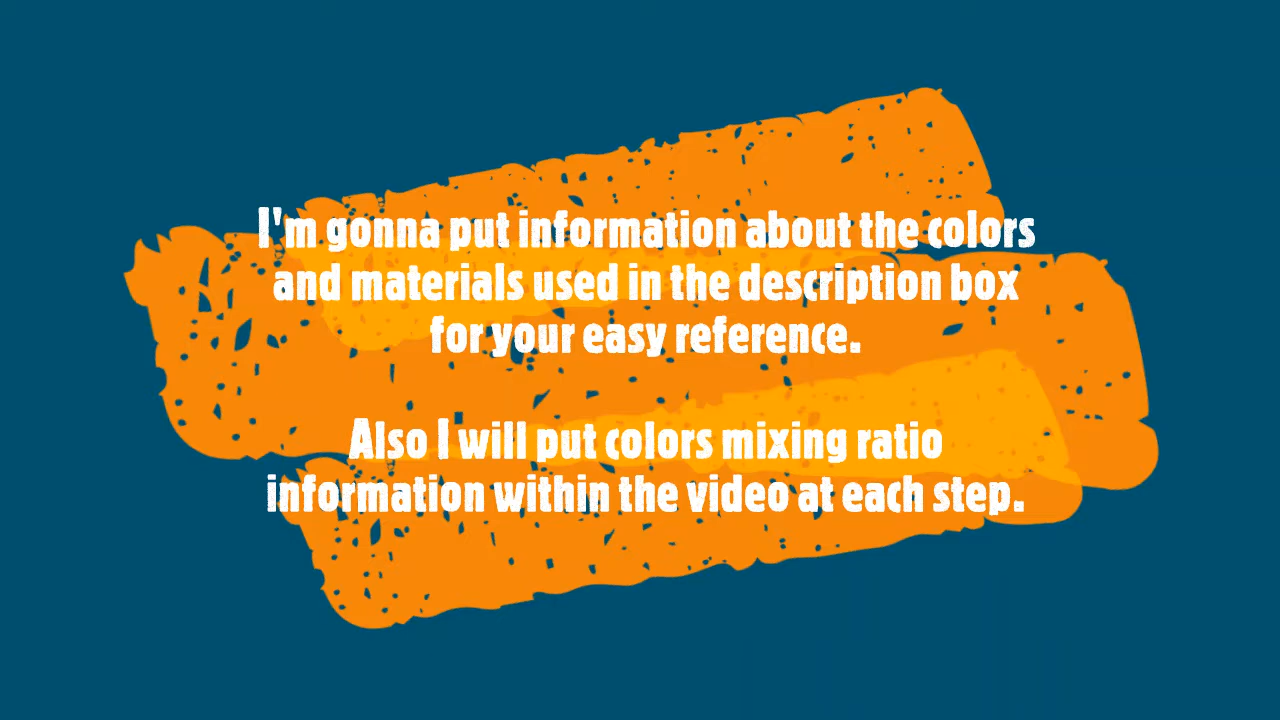 I'm gonna put information about the colors
and materials used in the description box
for your easy reference.
Also I will put colors mixing ratio
information within the video at each step.